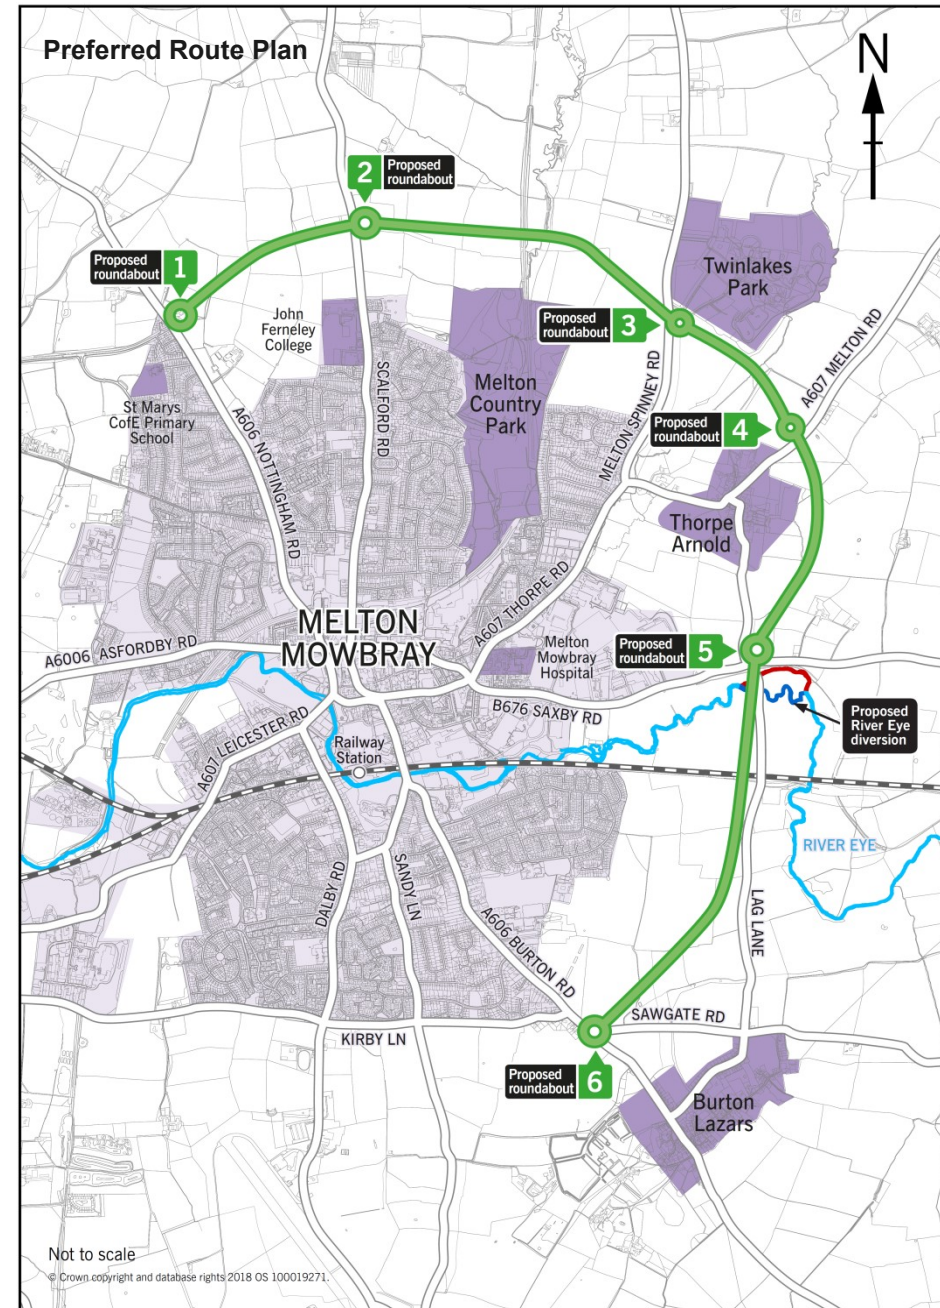 Preferred Route Plan
N
2
Proposed
roundabout
Proposed
roundabout
1
Twinlakes
Park
John
Ferneley
College
Proposed
roundabout
3
A607 MELTON RD
SCALFORD RD
MELTON SPINNEY RD
Melton
Country
Park
St Marys
CofE Primary
School
A606 NOTTINGHAM RD
Proposed
roundabout
4
Thorpe
Arnold
A607 THORPE RD
MELTON
MOWBRAY
A6006 ASFORDBY RD
Melton
Mowbray
Hospital
Proposed
roundabout
5
B676 SAXBY RD
Proposed
River Eye
diversion
A607 LEICESTER RD
Railway
Station
RIVER EYE
DALBY RD
SANDY LN
A606 BURTON RD
LAG LANE
SAWGATE RD
KIRBY LN
Proposed
roundabout
6
Burton
Lazars
Not to scale
© Crown copyright and database rights 2018 OS 100019271.